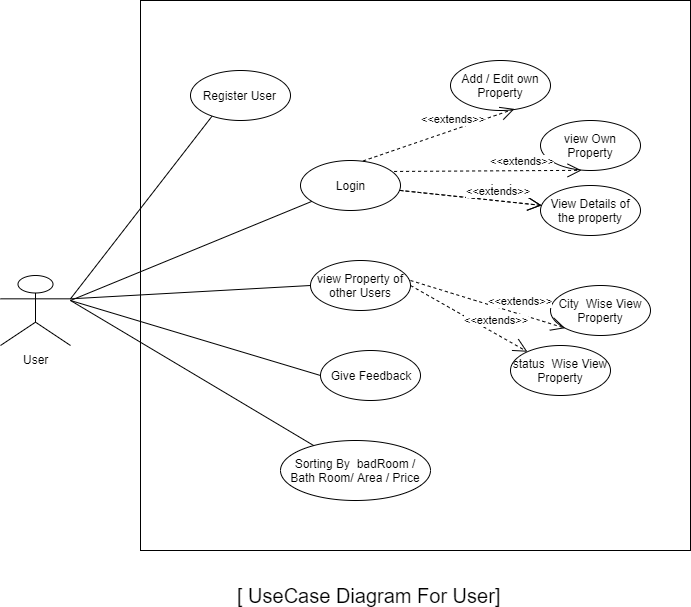 Add / Edit own
Property
Register User
<<extends>>
view Own
Property
<<extends>>
Login
<<extends>>
View Details of
the property
view Property of
other Users
<<extends>>
City  Wise View
Property
<<extends>>
User
status  Wise View
Property
Give Feedback
Sorting By  badRoom /
Bath Room/ Area / Price
[ UseCase Diagram For User]